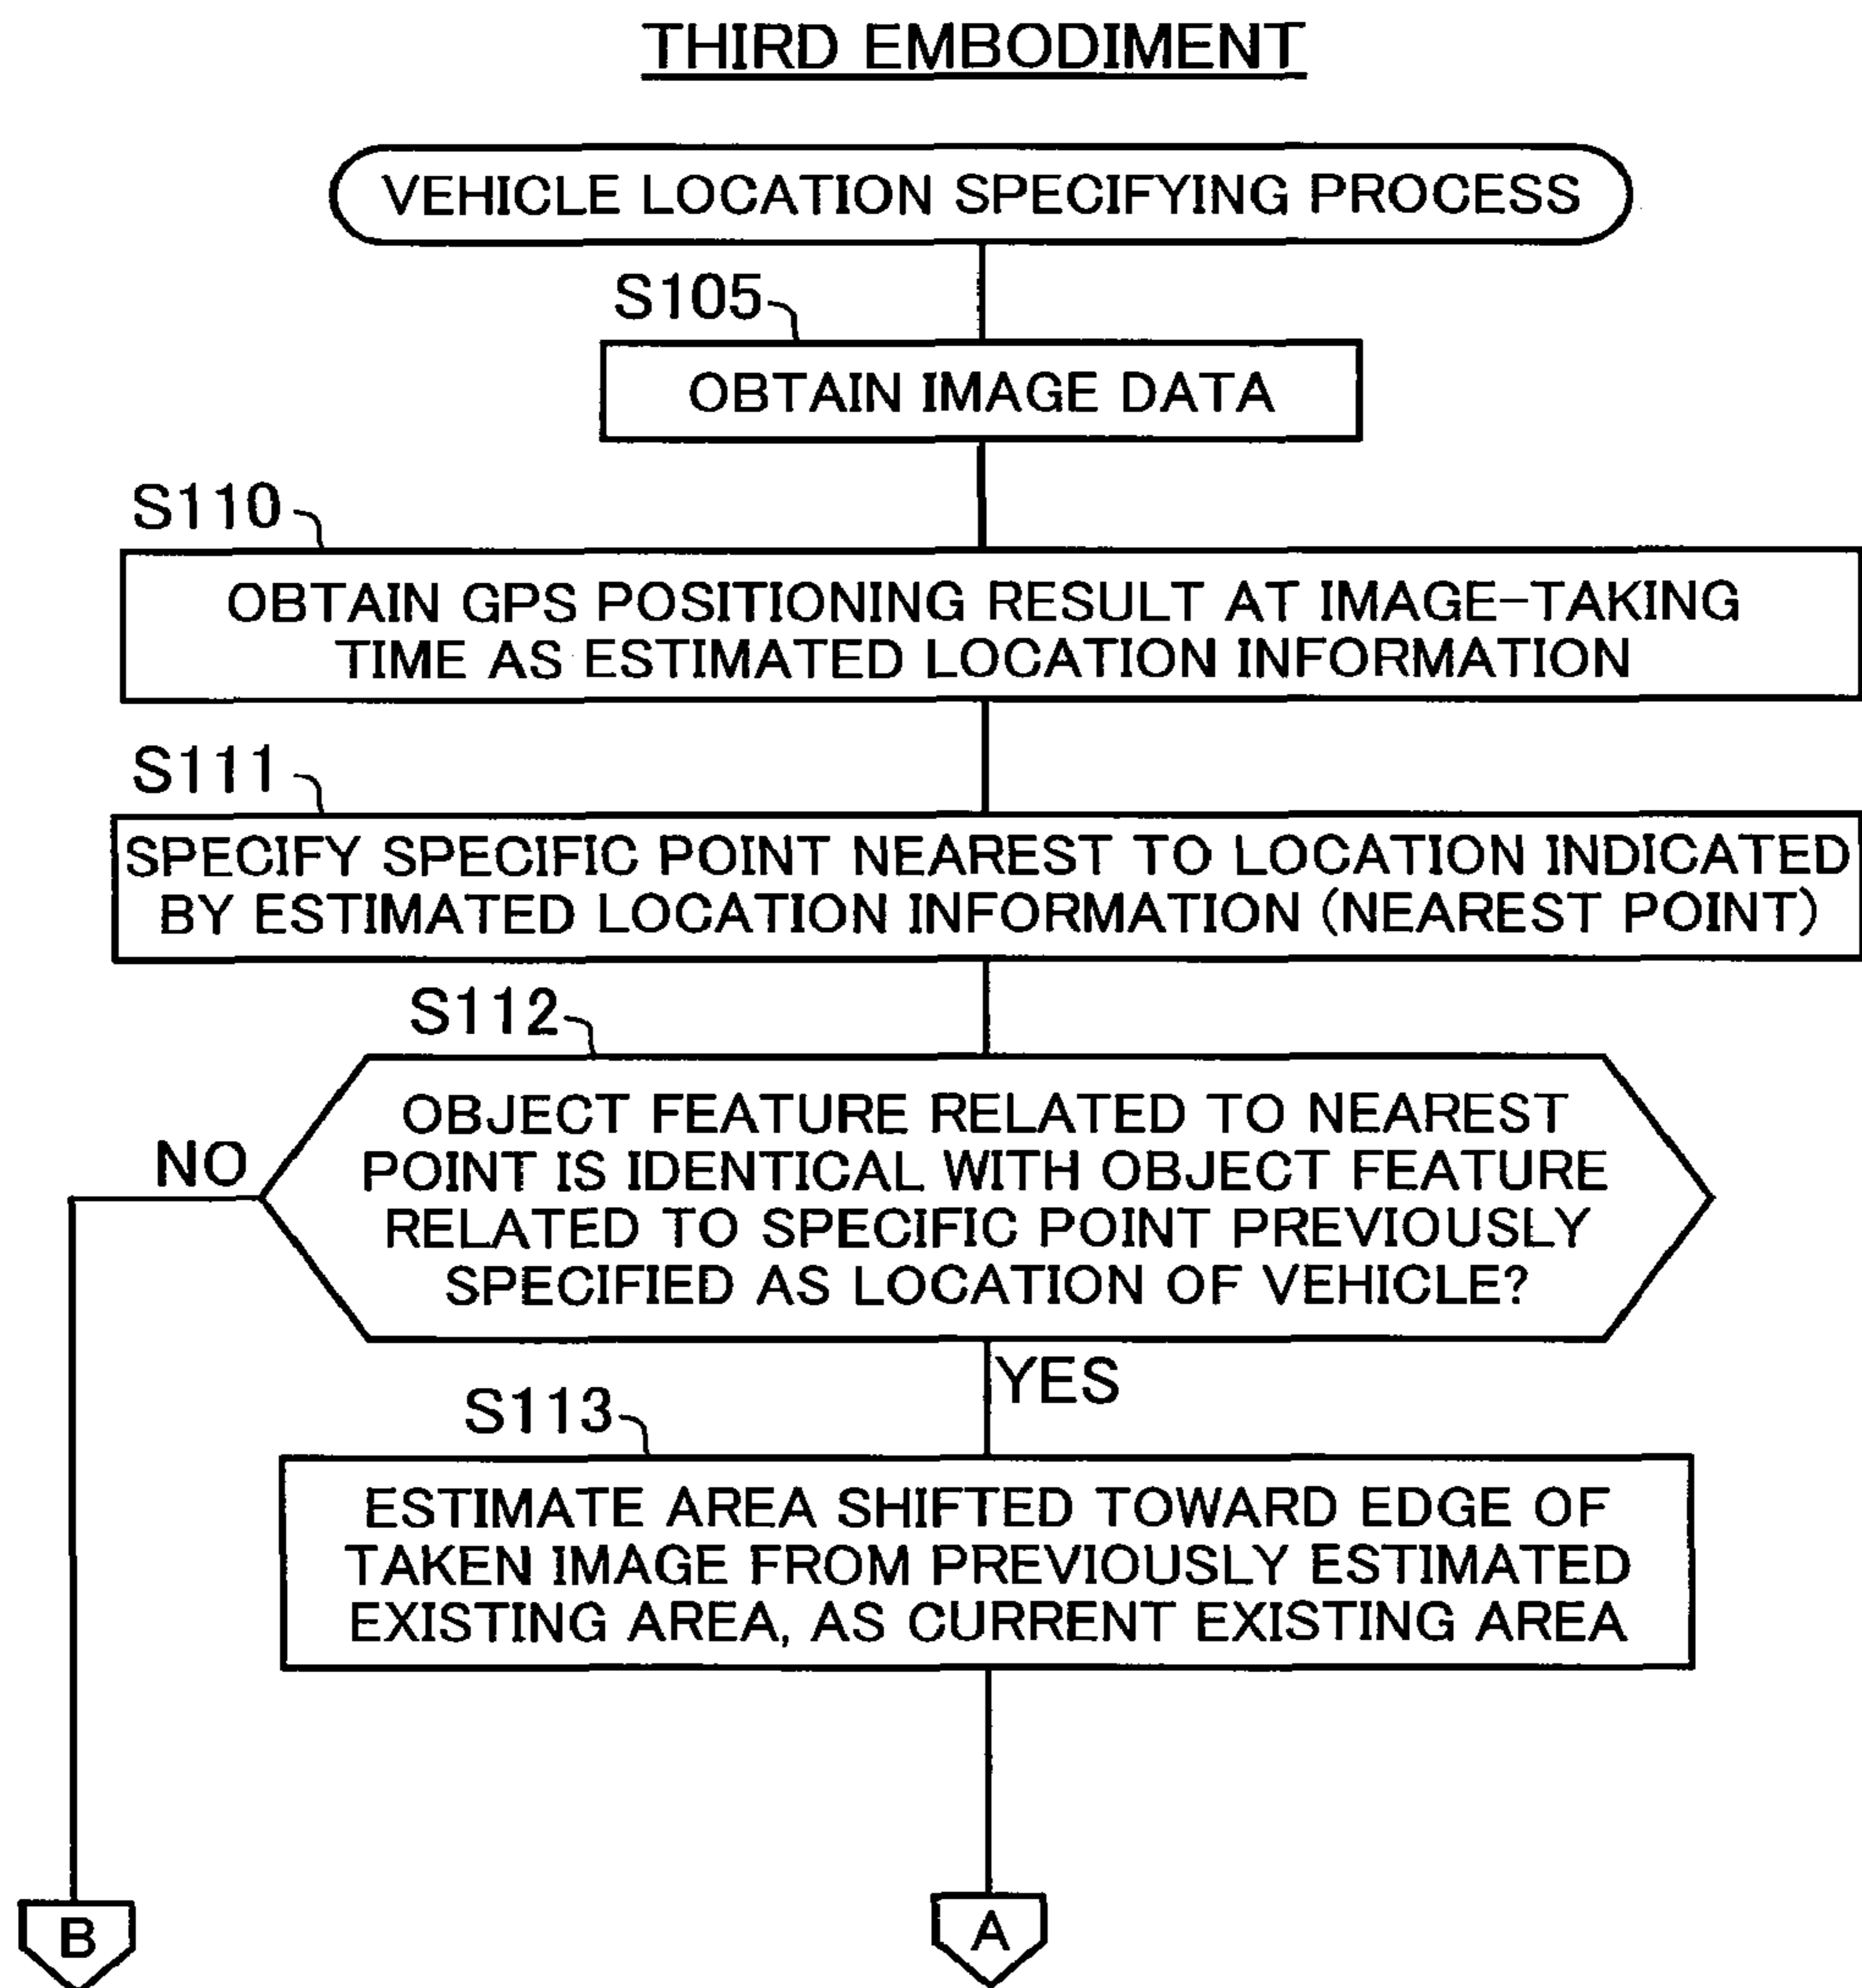 THIRD EMBODIMENT
VEHICLE LOCATION SPECIFYING PROCESS
S105
OBTAIN IMAGE DATA
S110
OBTAIN GPS POSITIONING RESULT AT IMAGE-TAKING
TIME AS ESTIMATED LOCATION INFORMATION
S111
SPECIFY SPECIFIC POINT NEAREST TO LOCATION INDICATED
BY ESTIMATED LOCATION INFORMATION (NEAREST POINT)
S112
OBJECT FEATURE RELATED TO NEAREST
POINT IS IDENTICAL WITH OBJECT FEATURE
RELATED TO SPECIFIC POINT PREVIOUSLY
SPECIFIED AS LOCATION OF VEHICLE?
NO
YES
S113
ESTIMATE AREA SHIFTED TOWARD EDGE OF
TAKEN IMAGE FROM PREVIOUSLY ESTIMATED
EXISTING AREA, AS CURRENT EXISTING AREA
B
A